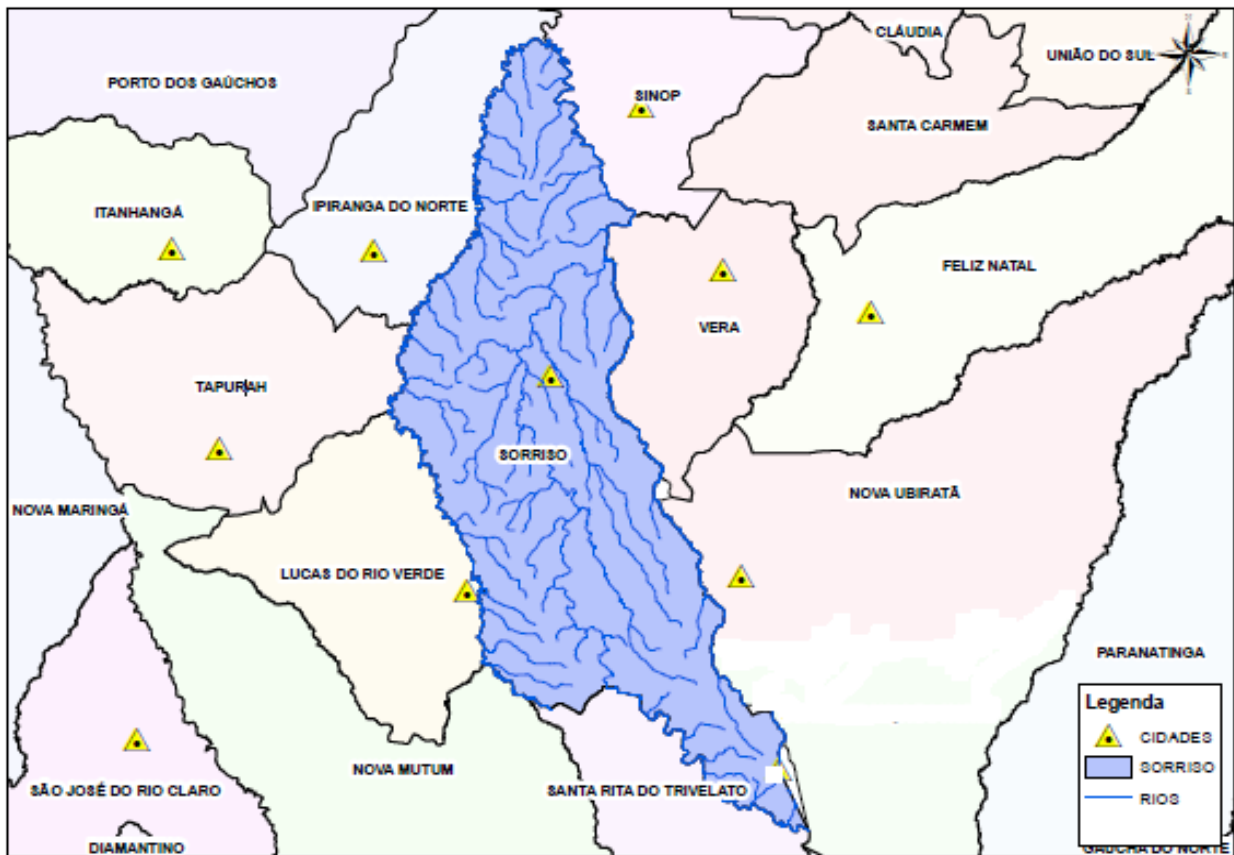 CLÁUDIA
UNIÃO DO SUL
PORTO DOS GAÚCHOS
SINOP
SANTA CARMEM
ITANHANGÁ
IPIRANGA DO NORTE
FELIZ NATAL
VERA
TAPURAH
SORRISO
NOVA UBIRATÃ
NOVA MARINGÁ
LUCAS DO RIO VERDE
PARANATINGA
NOVA MUTUM
SÃO JOSÉ DO RIO CLARO
SANTA RITA DO TRIVELATO
DIAMANTINO
Legenda
CIDADES
SORRISO
RIOS
GAÚCHA DO NORTE